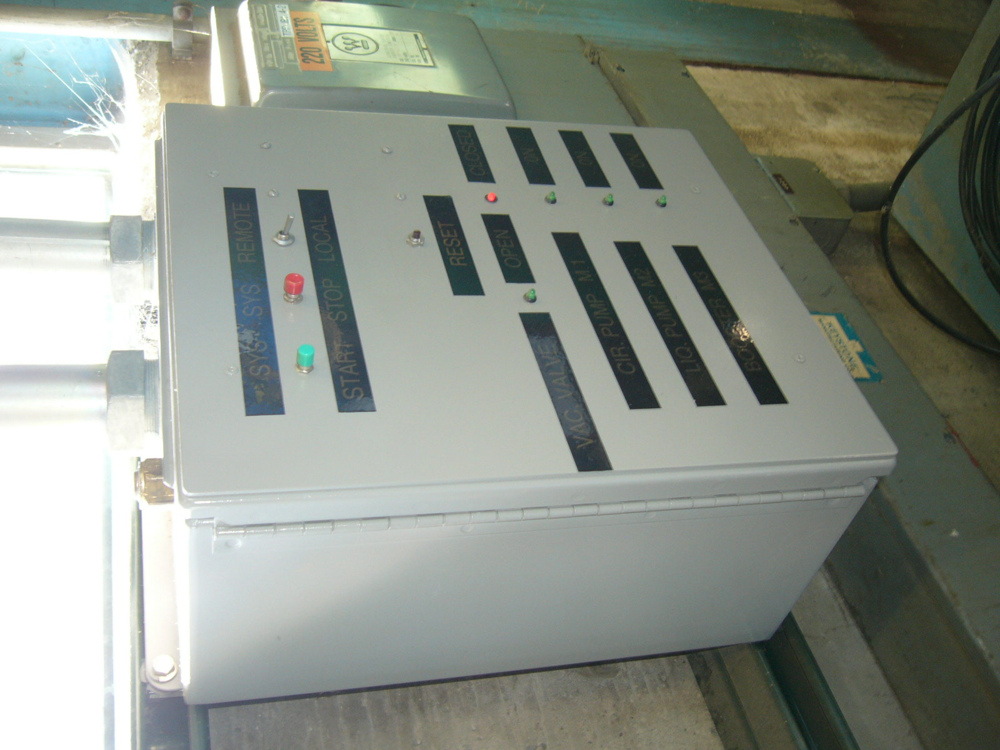 220 VOLTS
BOOSTER M3 ON
LIQ. PUMP M2 ON
CIR. PUMP M1 ON
VAC. VALVE OPEN CLOSED
RESET
START STOP LOCAL
SYS SYS REMOTE
KEYSTONE